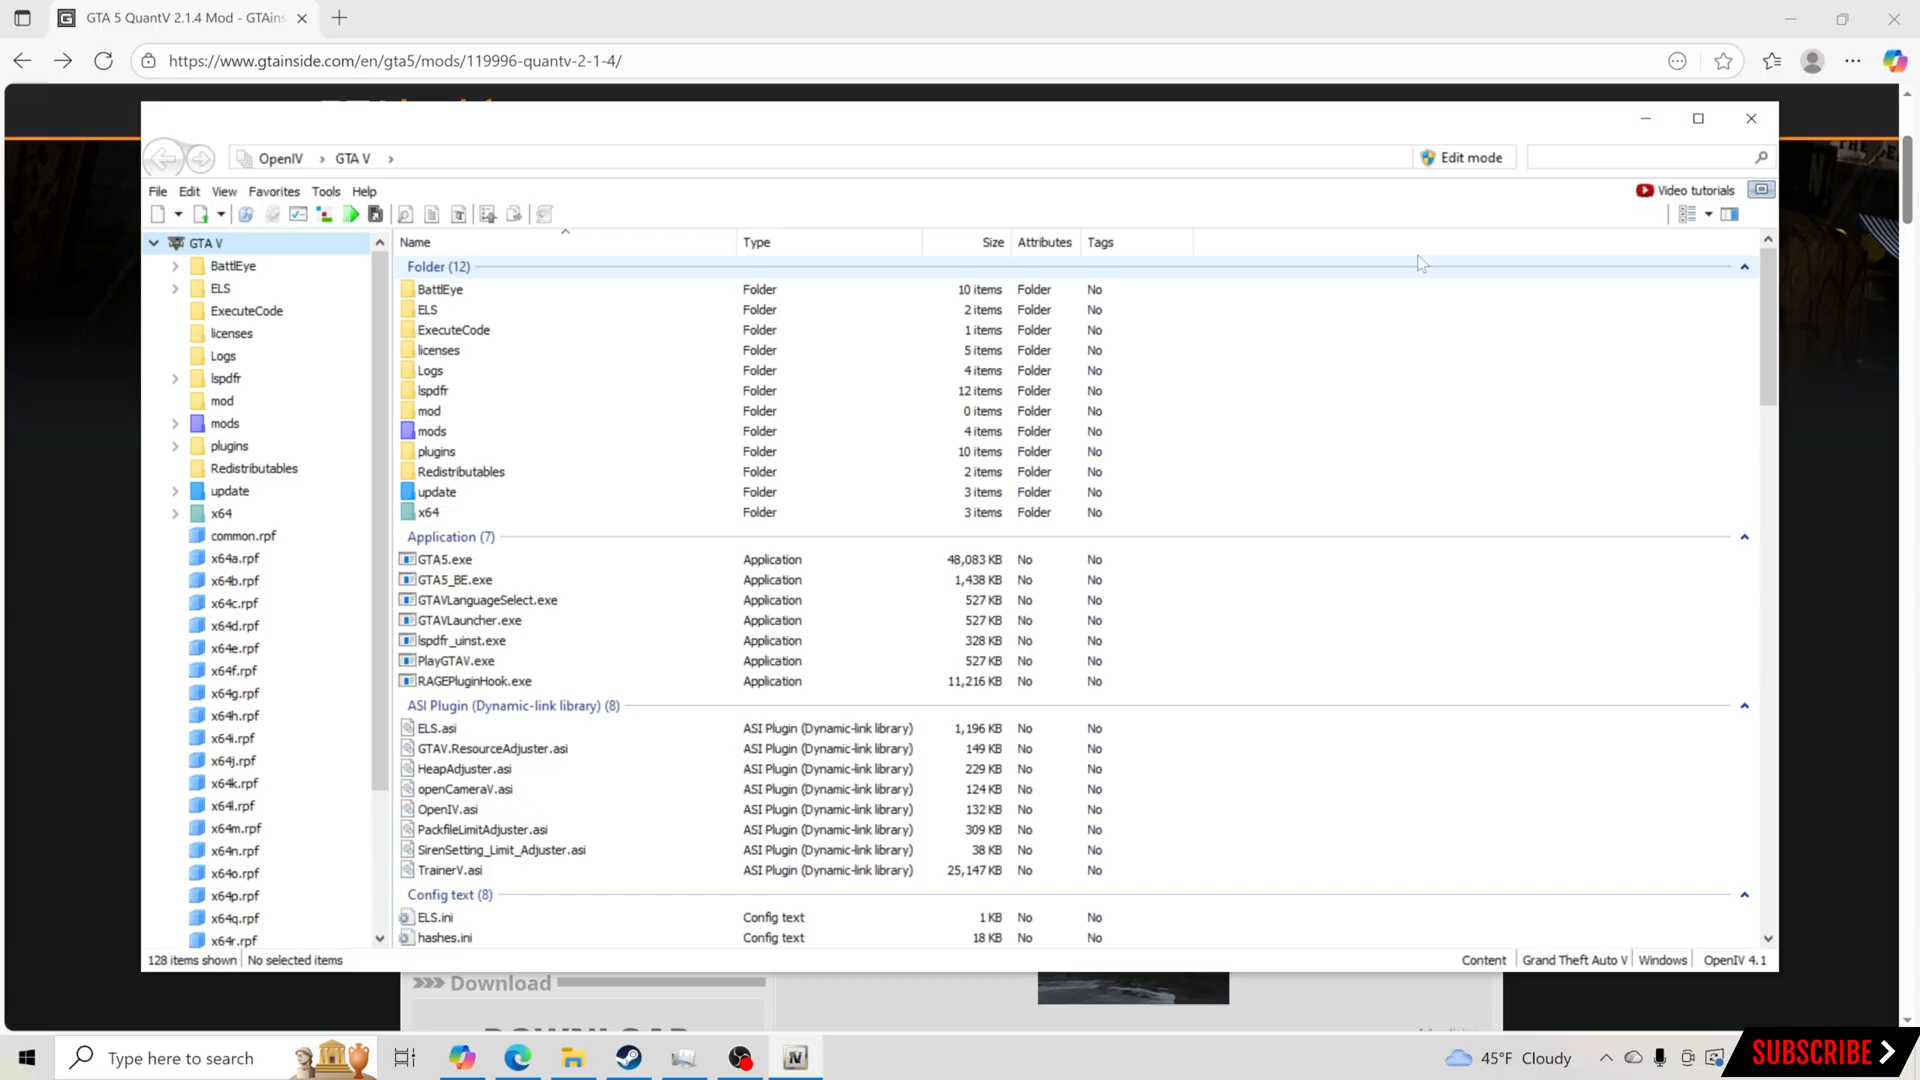 GTA 5 QuantV 2.1.4 Mod - GTAins
https://www.gtainside.com/en/gta5/mods/119996-quantv-2-1-4/
OpenIV > GTA V >
Edit mode
File Edit View Favorites Tools Help
Video tutorials
GTA V
BattlEye
ELS
ExecuteCode
licenses
Logs
lspdfr
mod
mods
plugins
Redistributables
update
x64
common.rpf
x64a.rpf
x64b.rpf
x64c.rpf
x64d.rpf
x64e.rpf
x64f.rpf
x64g.rpf
x64h.rpf
x64i.rpf
x64j.rpf
x64k.rpf
x64l.rpf
x64m.rpf
x64n.rpf
x64o.rpf
x64p.rpf
x64q.rpf
x64r.rpf
Name Type Size Attributes Tags
Folder (12)
BattlEye Folder 10 items Folder No
ELS Folder 2 items Folder No
ExecuteCode Folder 1 items Folder No
licenses Folder 5 items Folder No
Logs Folder 4 items Folder No
lspdfr Folder 12 items Folder No
mod Folder 0 items Folder No
mods Folder 4 items Folder No
plugins Folder 10 items Folder No
Redistributables Folder 2 items Folder No
update Folder 3 items Folder No
x64 Folder 3 items Folder No
Application (7)
GTA5.exe Application 48,083 KB No No
GTA5_BE.exe Application 1,438 KB No No
GTAVLanguageSelect.exe Application 527 KB No No
GTAVLauncher.exe Application 527 KB No No
lspdfr_uinst.exe Application 328 KB No No
PlayGTAV.exe Application 527 KB No No
RAGEPluginHook.exe Application 11,216 KB No No
ASI Plugin (Dynamic-link library) (8)
ELS.asi ASI Plugin (Dynamic-link library) 1,196 KB No No
GTAV.ResourceAdjuster.asi ASI Plugin (Dynamic-link library) 149 KB No No
HeapAdjuster.asi ASI Plugin (Dynamic-link library) 229 KB No No
openCameraV.asi ASI Plugin (Dynamic-link library) 124 KB No No
OpenIV.asi ASI Plugin (Dynamic-link library) 132 KB No No
PackfileLimitAdjuster.asi ASI Plugin (Dynamic-link library) 309 KB No No
SirenSetting_Limit_Adjuster.asi ASI Plugin (Dynamic-link library) 38 KB No No
TrainerV.asi ASI Plugin (Dynamic-link library) 25,147 KB No No
Config text (8)
ELS.ini Config text 1 KB No No
hashes.ini Config text 18 KB No No
128 items shown No selected items
Content Grand Theft Auto V Windows OpenIV 4.1
Download
DOWNLOAD
Type here to search
IV
45°F Cloudy
SUBSCRIBE